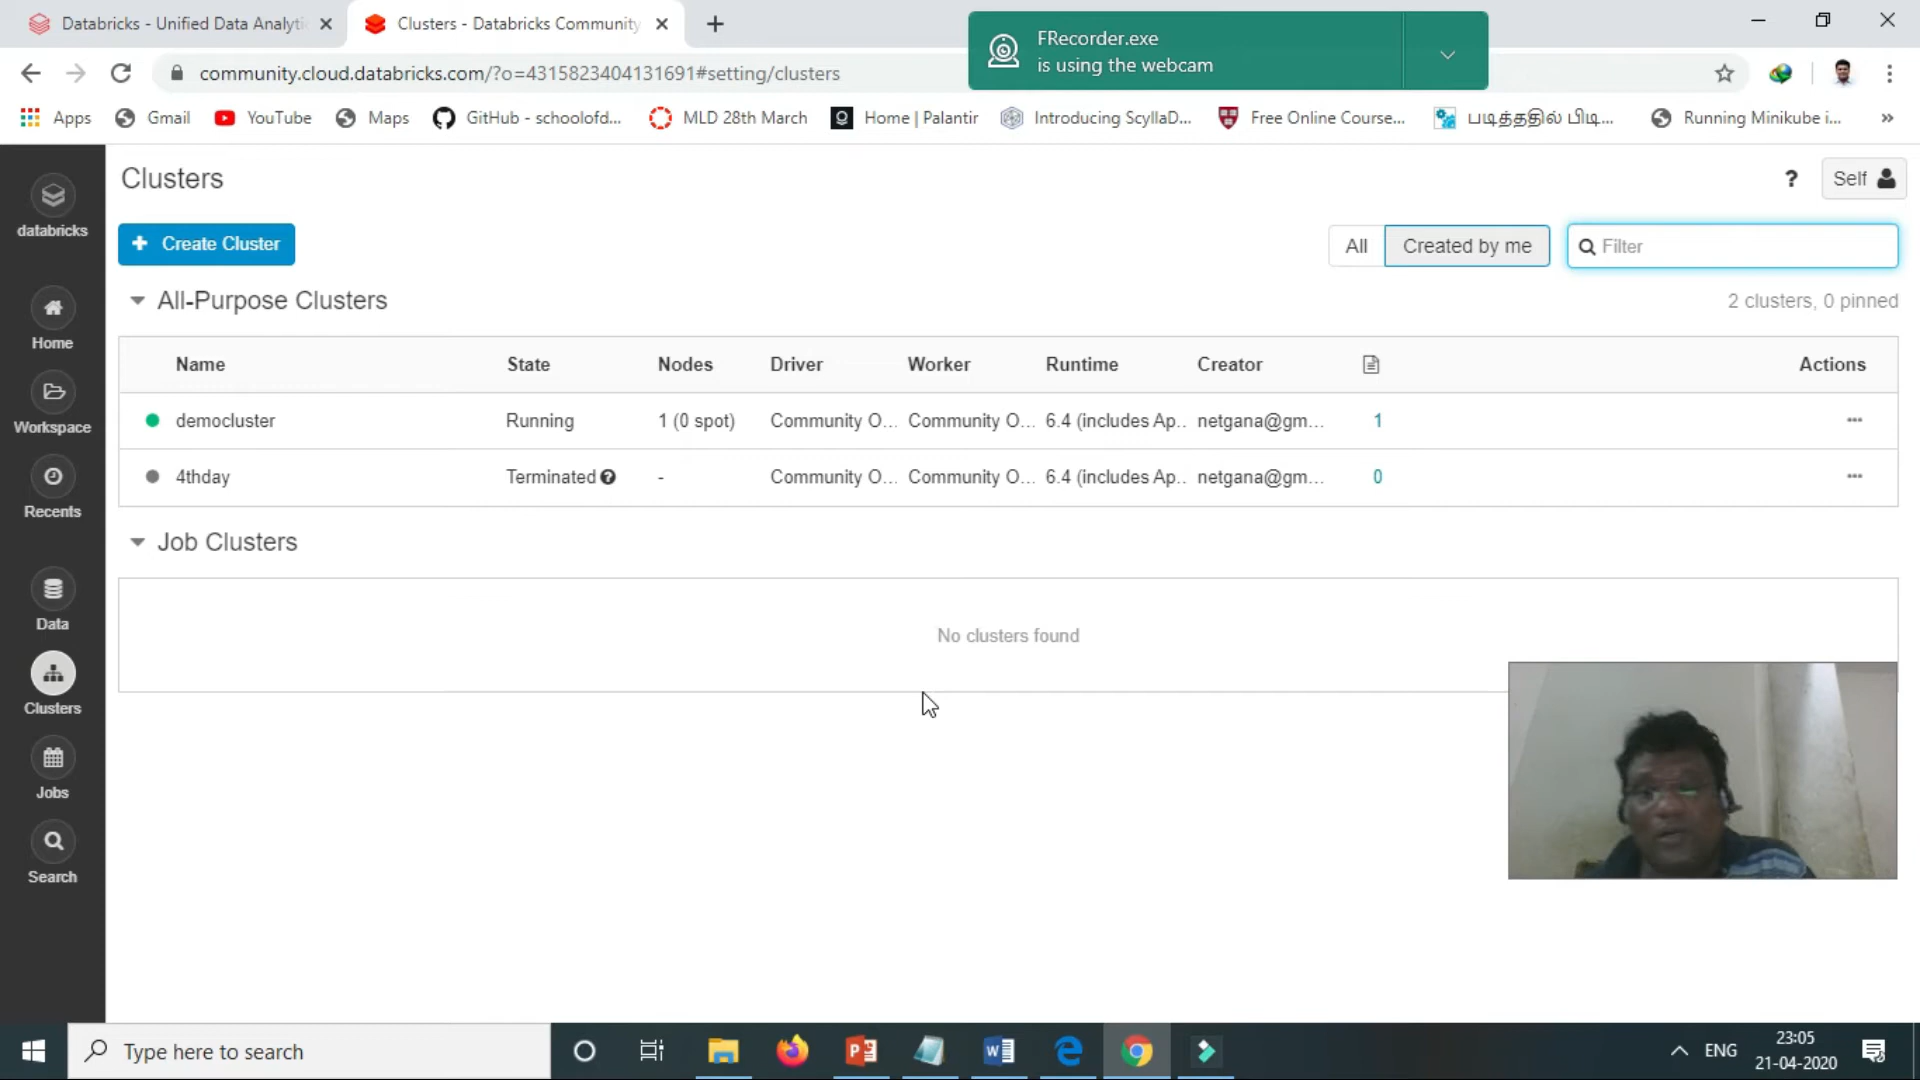 Databricks - Unified Data Analyti
Clusters - Databricks Community
FRecorder.exe
is using the webcam
community.cloud.databricks.com/?o=4315823404131691#setting/clusters
Apps
Gmail
YouTube
Maps
GitHub - schoolofd...
MLD 28th March
Home | Palantir
Introducing ScyllaD...
Free Online Course...
படித்ததில் பிடி...
Running Minikube i...
»
databricks
Home
Workspace
Recents
Data
Clusters
Jobs
Search
Clusters
? Self
+ Create Cluster
All Created by me Filter
All-Purpose Clusters
2 clusters, 0 pinned
Name State Nodes Driver Worker Runtime Creator Actions
democluster Running 1 (0 spot) Community O... Community O... 6.4 (includes Ap... netgana@gm... 1 ...
4thday Terminated ? - Community O... Community O... 6.4 (includes Ap... netgana@gm... 0 ...
Job Clusters
No clusters found
Type here to search
ENG
23:05
21-04-2020